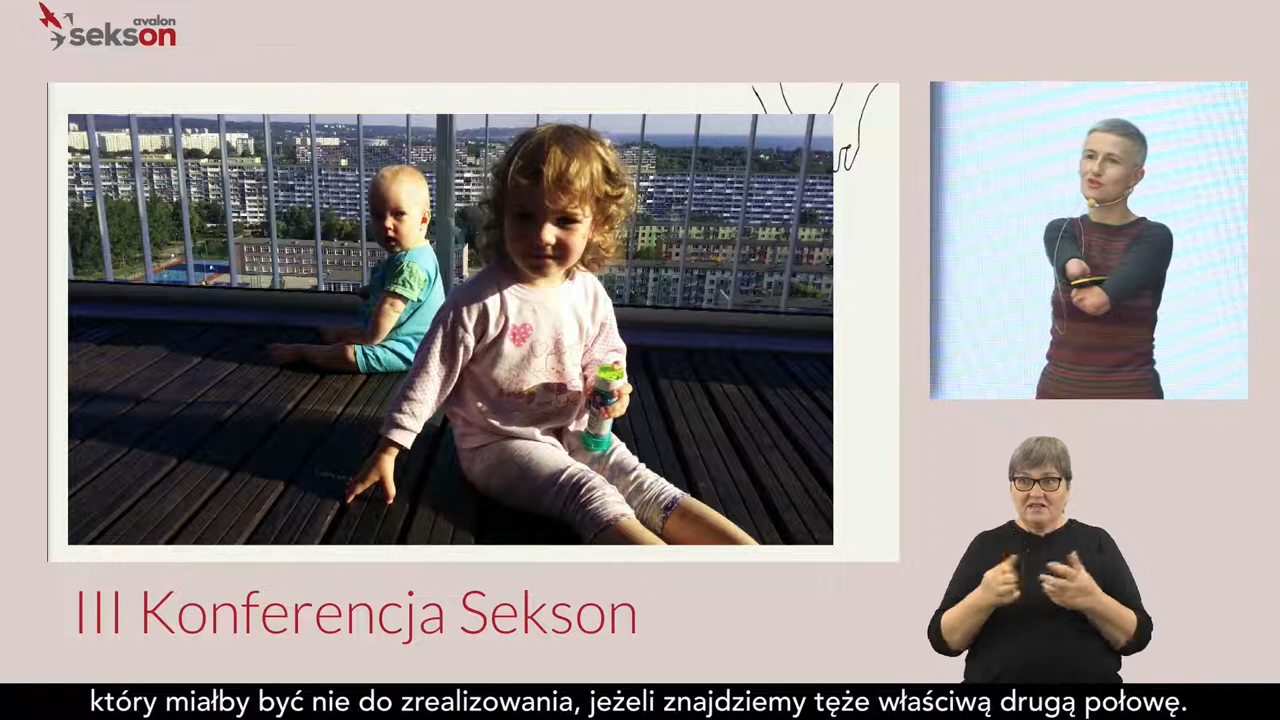 avalon
sekson
III Konferencja Sekson
który miałby być nie do zrealizowania, jeżeli znajdziemy tęże właściwą drugą połowę.